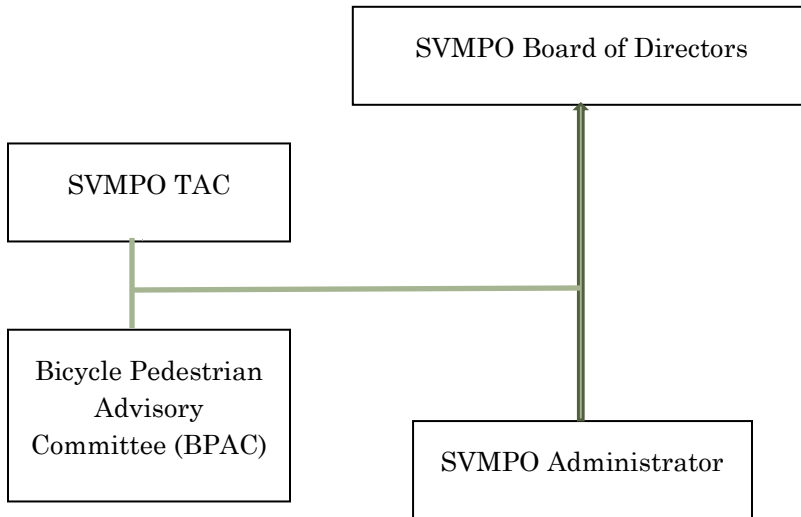 SVMPO Board of Directors
SVMPO TAC
Bicycle Pedestrian
Advisory
Committee (BPAC)
SVMPO Administrator